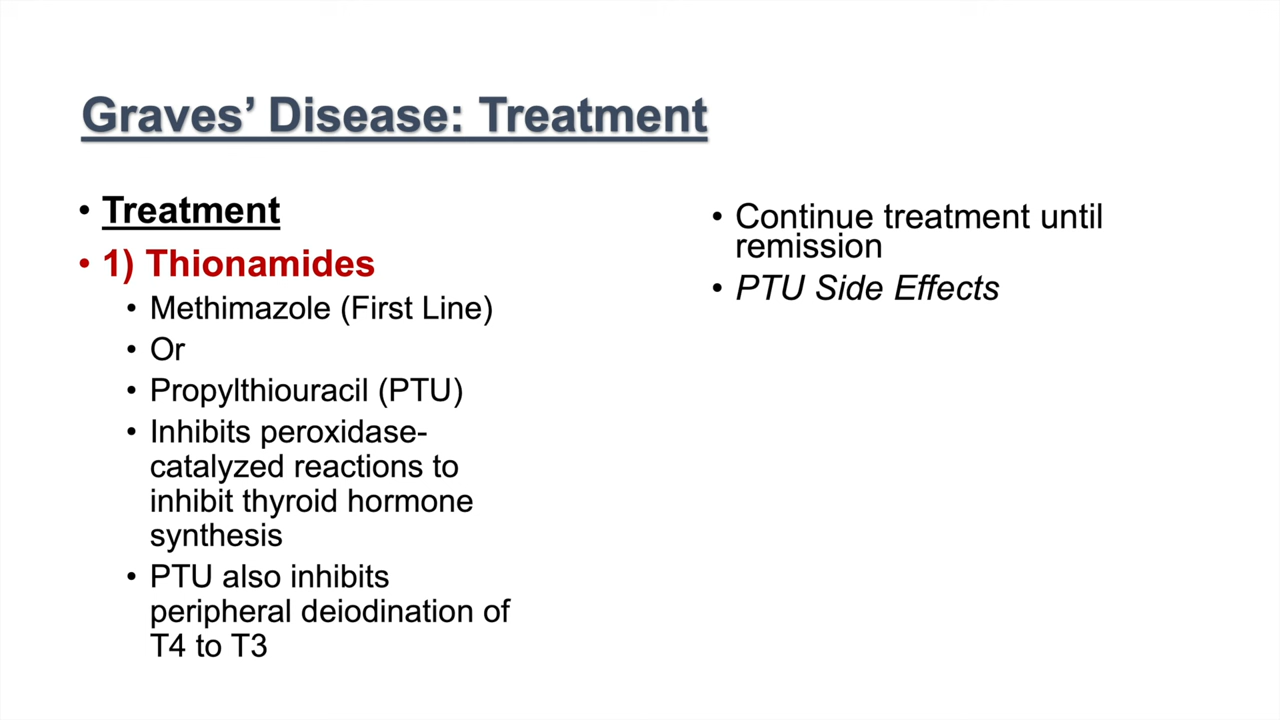 Graves’ Disease: Treatment
• Treatment
• 1) Thionamides
• Methimazole (First Line)
• Or
• Propylthiouracil (PTU)
• Inhibits peroxidase-
catalyzed reactions to
inhibit thyroid hormone
synthesis
• PTU also inhibits
peripheral deiodination of
T4 to T3
• Continue treatment until
remission
• PTU Side Effects